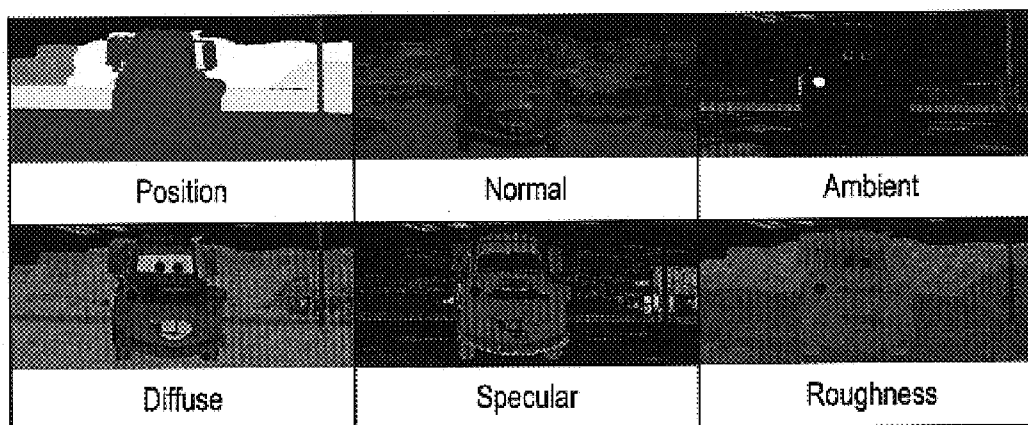 Position
Normal
Ambient
Diffuse
Specular
Roughness